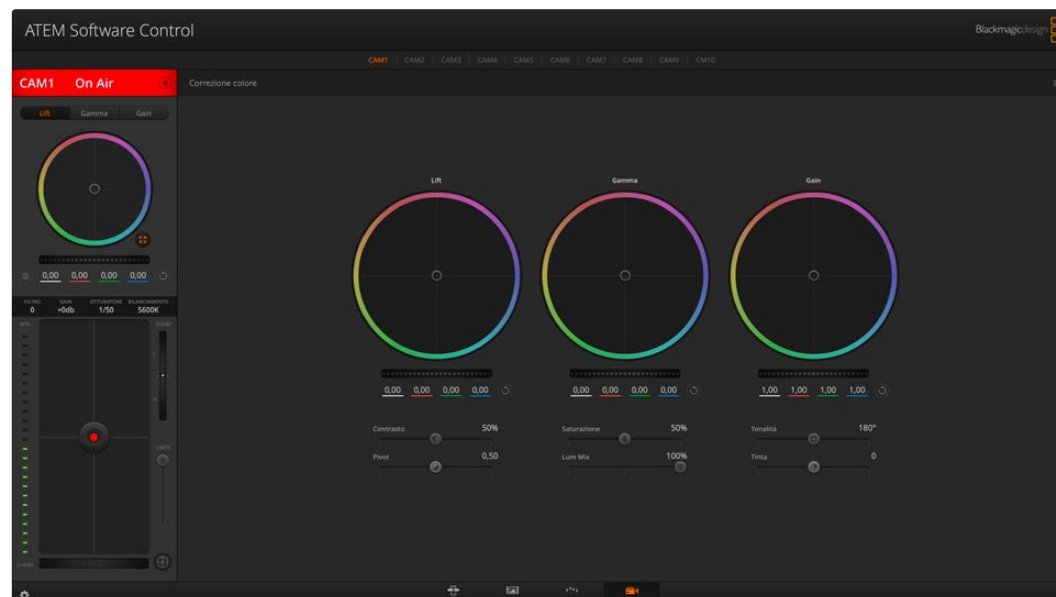 ATEM Software Control
Blackmagicdesign
CAM1 CAM2 CAM3 CAM4 CAM5 CAM6 CAM7 CAM8 CAM9 CM10
CAM1 On Air
Correzione colore
Lift Gamma Gain
0,00 0,00 0,00 0,00
FILTRO GAIN OTTURATORE BILANCIAMENTO
0 +0db 1/50 5600K
ZOOM
LIMITE
Lift Gamma Gain
0,00 0,00 0,00 0,00 0,00 0,00 0,00 0,00 1,00 1,00 1,00 1,00
Contrasto 50% Saturazione 50% Tonalità 180°
Pivot 0,50 Lum Mix 100% Tinta 0